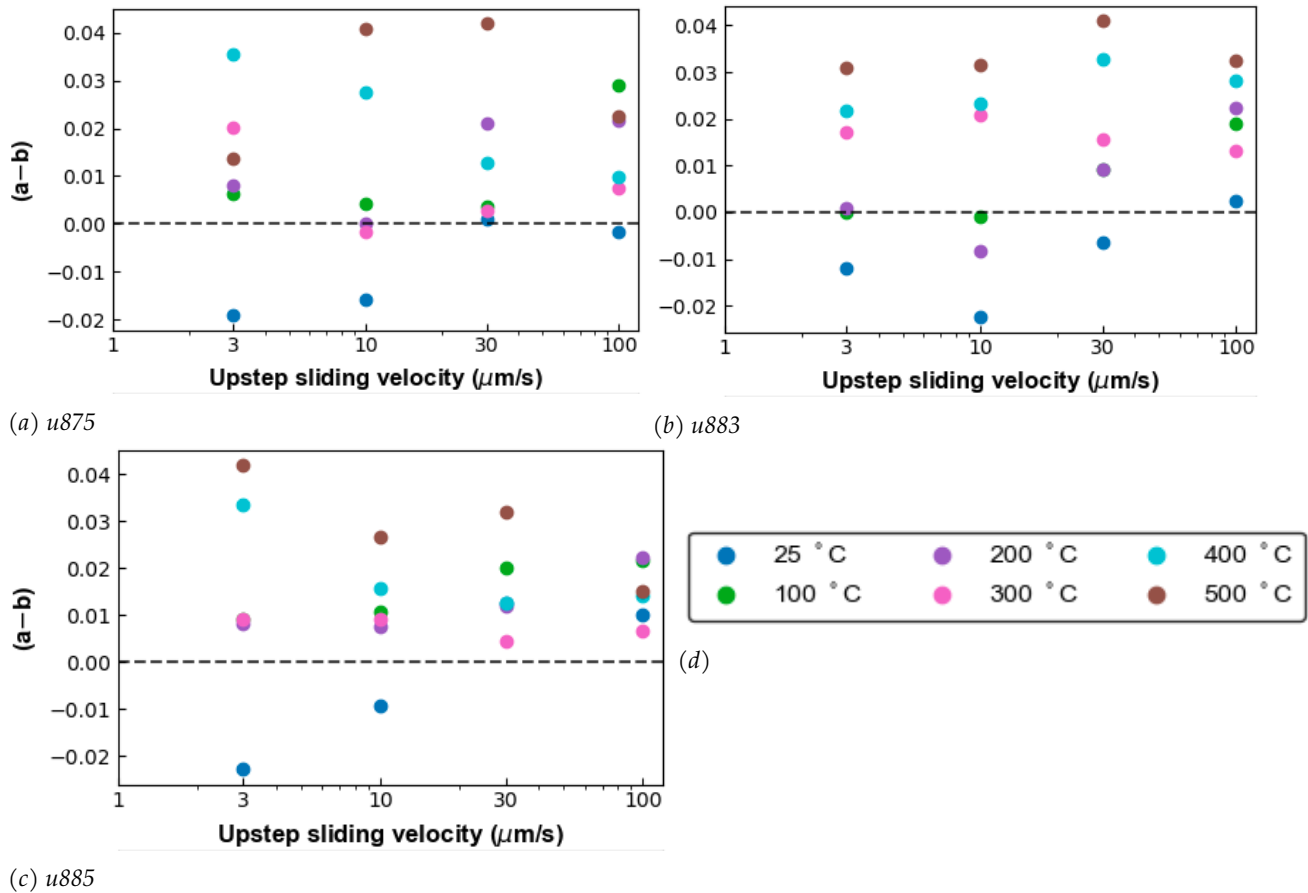 0.04
0.03
0.02
0.01
0.00
−0.01
−0.02
(a−b)
1 3 10 30 100
Upstep sliding velocity (μm/s)
(a) u875
0.04
0.03
0.02
0.01
0.00
−0.01
−0.02
1 3 10 30 100
Upstep sliding velocity (μm/s)
(b) u883
0.04
0.03
0.02
0.01
0.00
−0.01
−0.02
(a−b)
1 3 10 30 100
Upstep sliding velocity (μm/s)
(c) u885
25 °C 200 °C 400 °C
100 °C 300 °C 500 °C
(d)